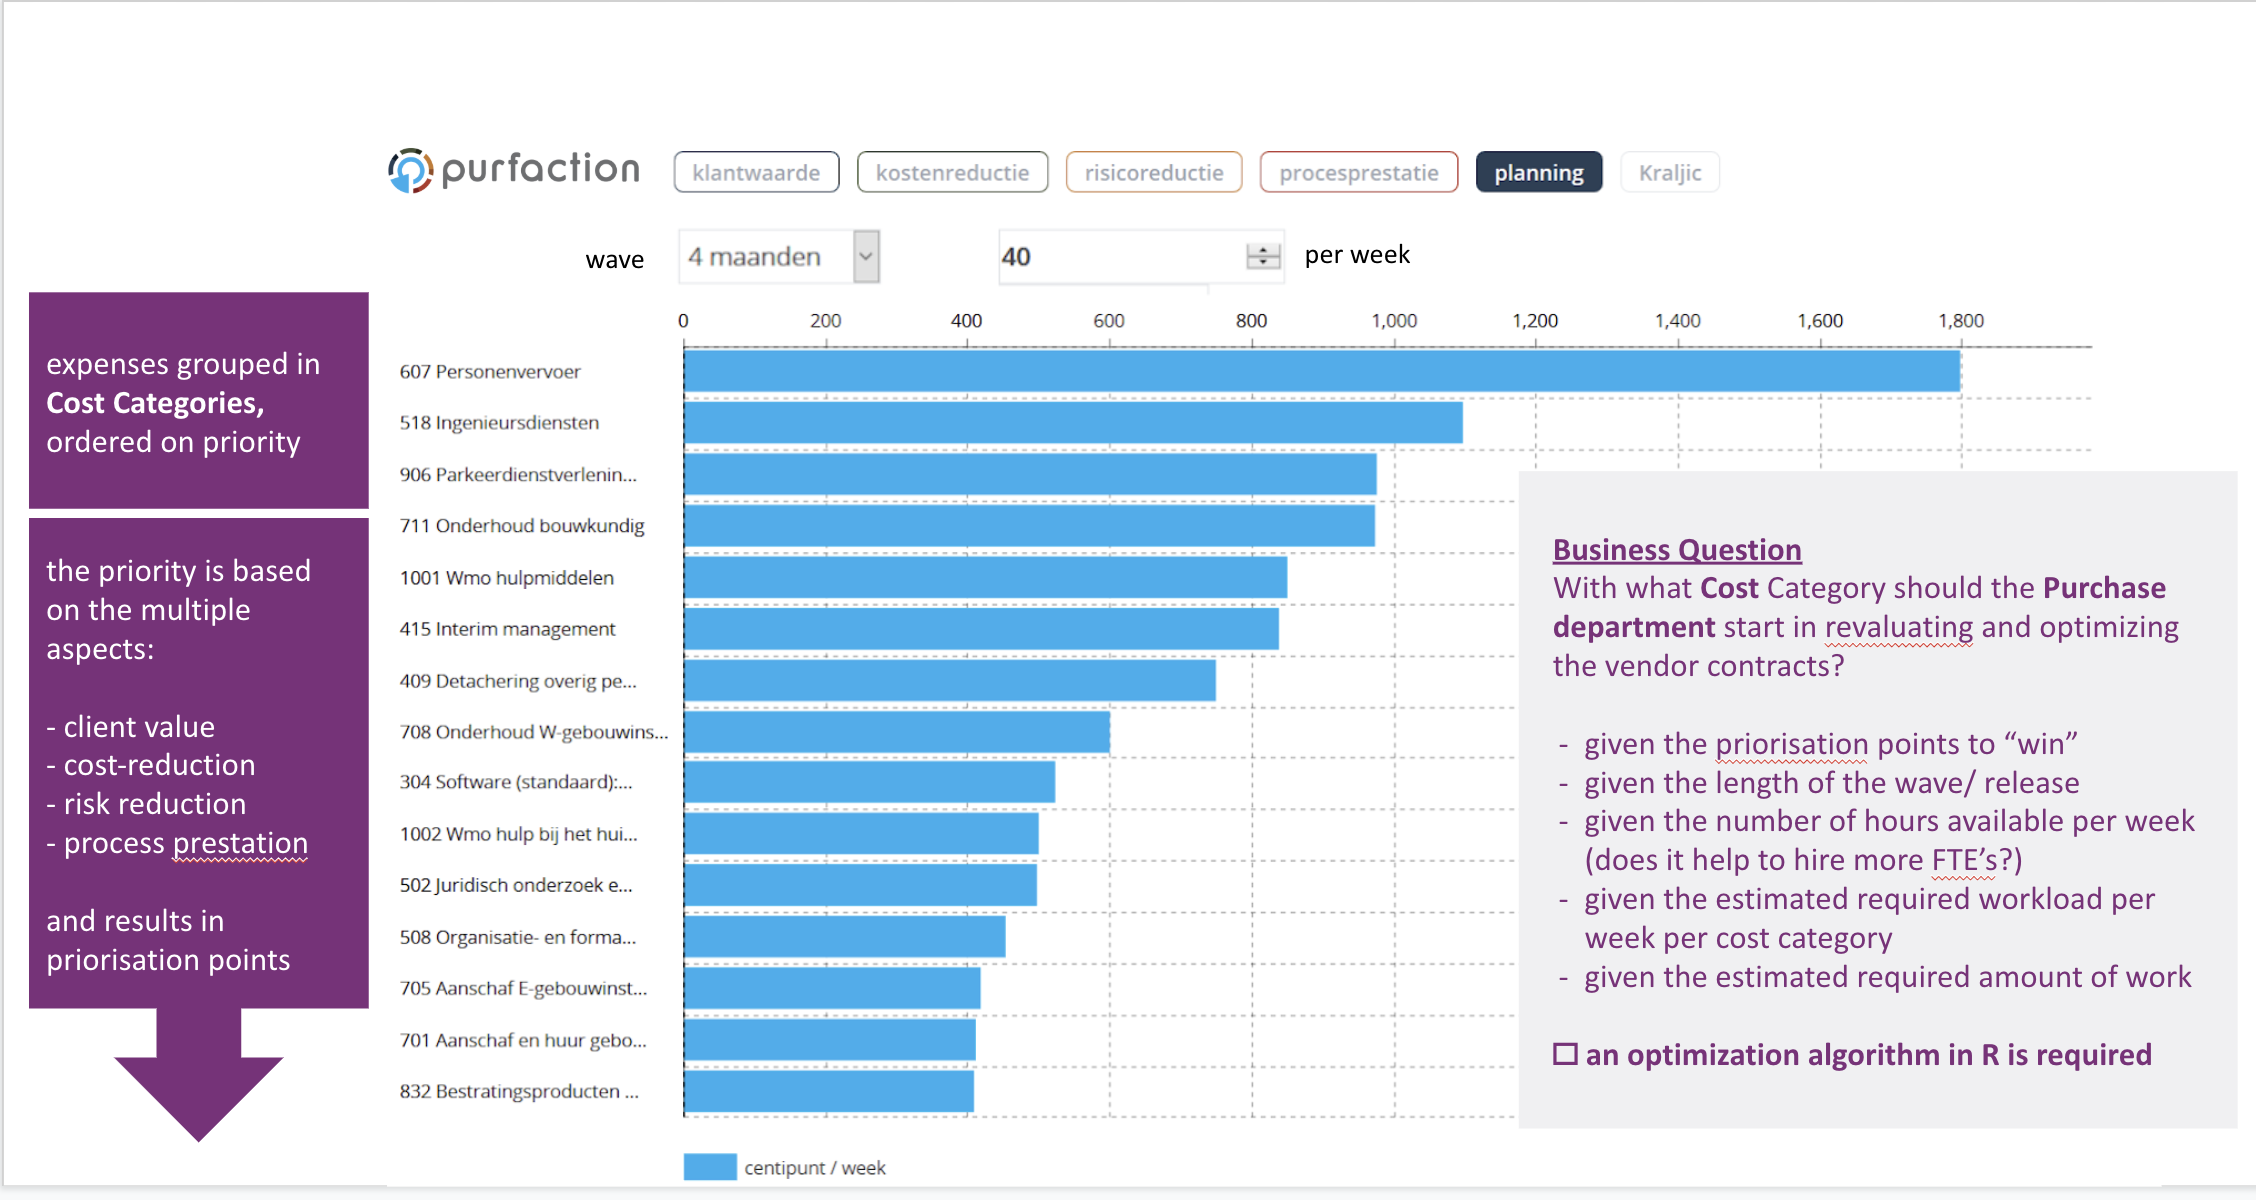 purfaction
klantwaarde
kostenreductie
risicoreductie
procesprestatie
planning
Kraljic
wave
4 maanden
40
per week
expenses grouped in
Cost Categories,
ordered on priority
the priority is based
on the multiple
aspects:
- client value
- cost-reduction
- risk reduction
- process prestation
and results in
priorisation points
0 200 400 600 800 1,000 1,200 1,400 1,600 1,800
607 Personenvervoer
518 Ingenieursdiensten
906 Parkeerdienstverlenin...
711 Onderhoud bouwkundig
1001 Wmo hulpmiddelen
415 Interim management
409 Detachering overig pe...
708 Onderhoud W-gebouwins...
304 Software (standaard):...
1002 Wmo hulp bij het hui...
502 Juridisch onderzoek e...
508 Organisatie- en forma...
705 Aanschaf E-gebouwinst...
701 Aanschaf en huur gebo...
832 Bestratingsproducten ...
centipunt / week
Business Question
With what Cost Category should the Purchase
department start in revaluating and optimizing
the vendor contracts?
- given the priorisation points to “win”
- given the length of the wave/ release
- given the number of hours available per week
(does it help to hire more FTE’s?)
- given the estimated required workload per
week per cost category
- given the estimated required amount of work
☐ an optimization algorithm in R is required